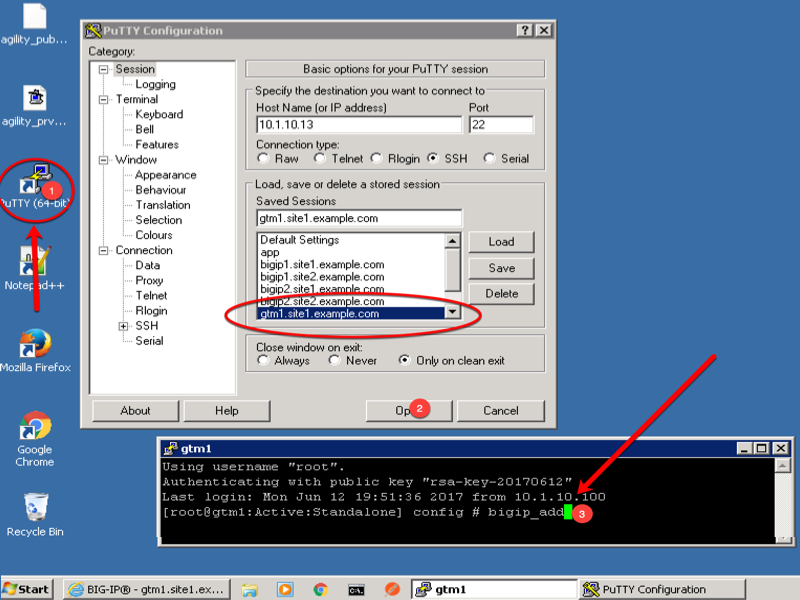 agility_pub...
agility_prv...
1
PuTTY (64-bit)
Notepad++
Mozilla Firefox
Google
Chrome
Recycle Bin
PuTTY Configuration
Category:
Session
Logging
Terminal
Keyboard
Bell
Features
Window
Appearance
Behaviour
Translation
Selection
Colours
Connection
Data
Proxy
Telnet
Rlogin
SSH
Serial
Basic options for your PuTTY session
Specify the destination you want to connect to
Host Name (or IP address) Port
10.1.10.13 22
Connection type:
Raw Telnet Rlogin SSH Serial
Load, save or delete a stored session
Saved Sessions
gtm1.site1.example.com
Default Settings
app
bigip1.site1.example.com
bigip1.site2.example.com
bigip2.site1.example.com
bigip2.site2.example.com
gtm1.site1.example.com
Load
Save
Delete
Close window on exit:
Always Never Only on clean exit
About Help Op 2 Cancel
gtm1
Using username "root".
Authenticating with public key "rsa-key-20170612"
Last login: Mon Jun 12 19:51:36 2017 from 10.1.10.100
[root@gtm1:Active:Standalone] config # bigip_add 3
Start BIG-IP® - gtm1.site1.ex... C:\ gtm1 PuTTY Configuration